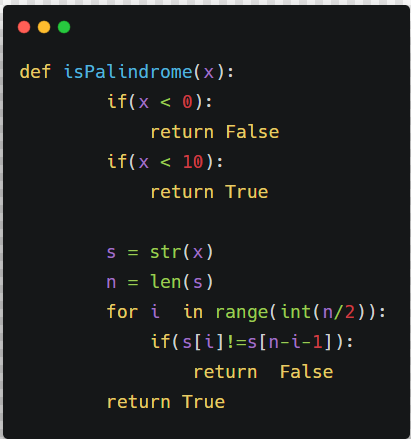 def isPalindrome(x):
        if(x < 0):
            return False
        if(x < 10):
            return True

        s = str(x)
        n = len(s)
        for i  in range(int(n/2)):
            if(s[i]!=s[n-i-1]):
                return  False
        return True